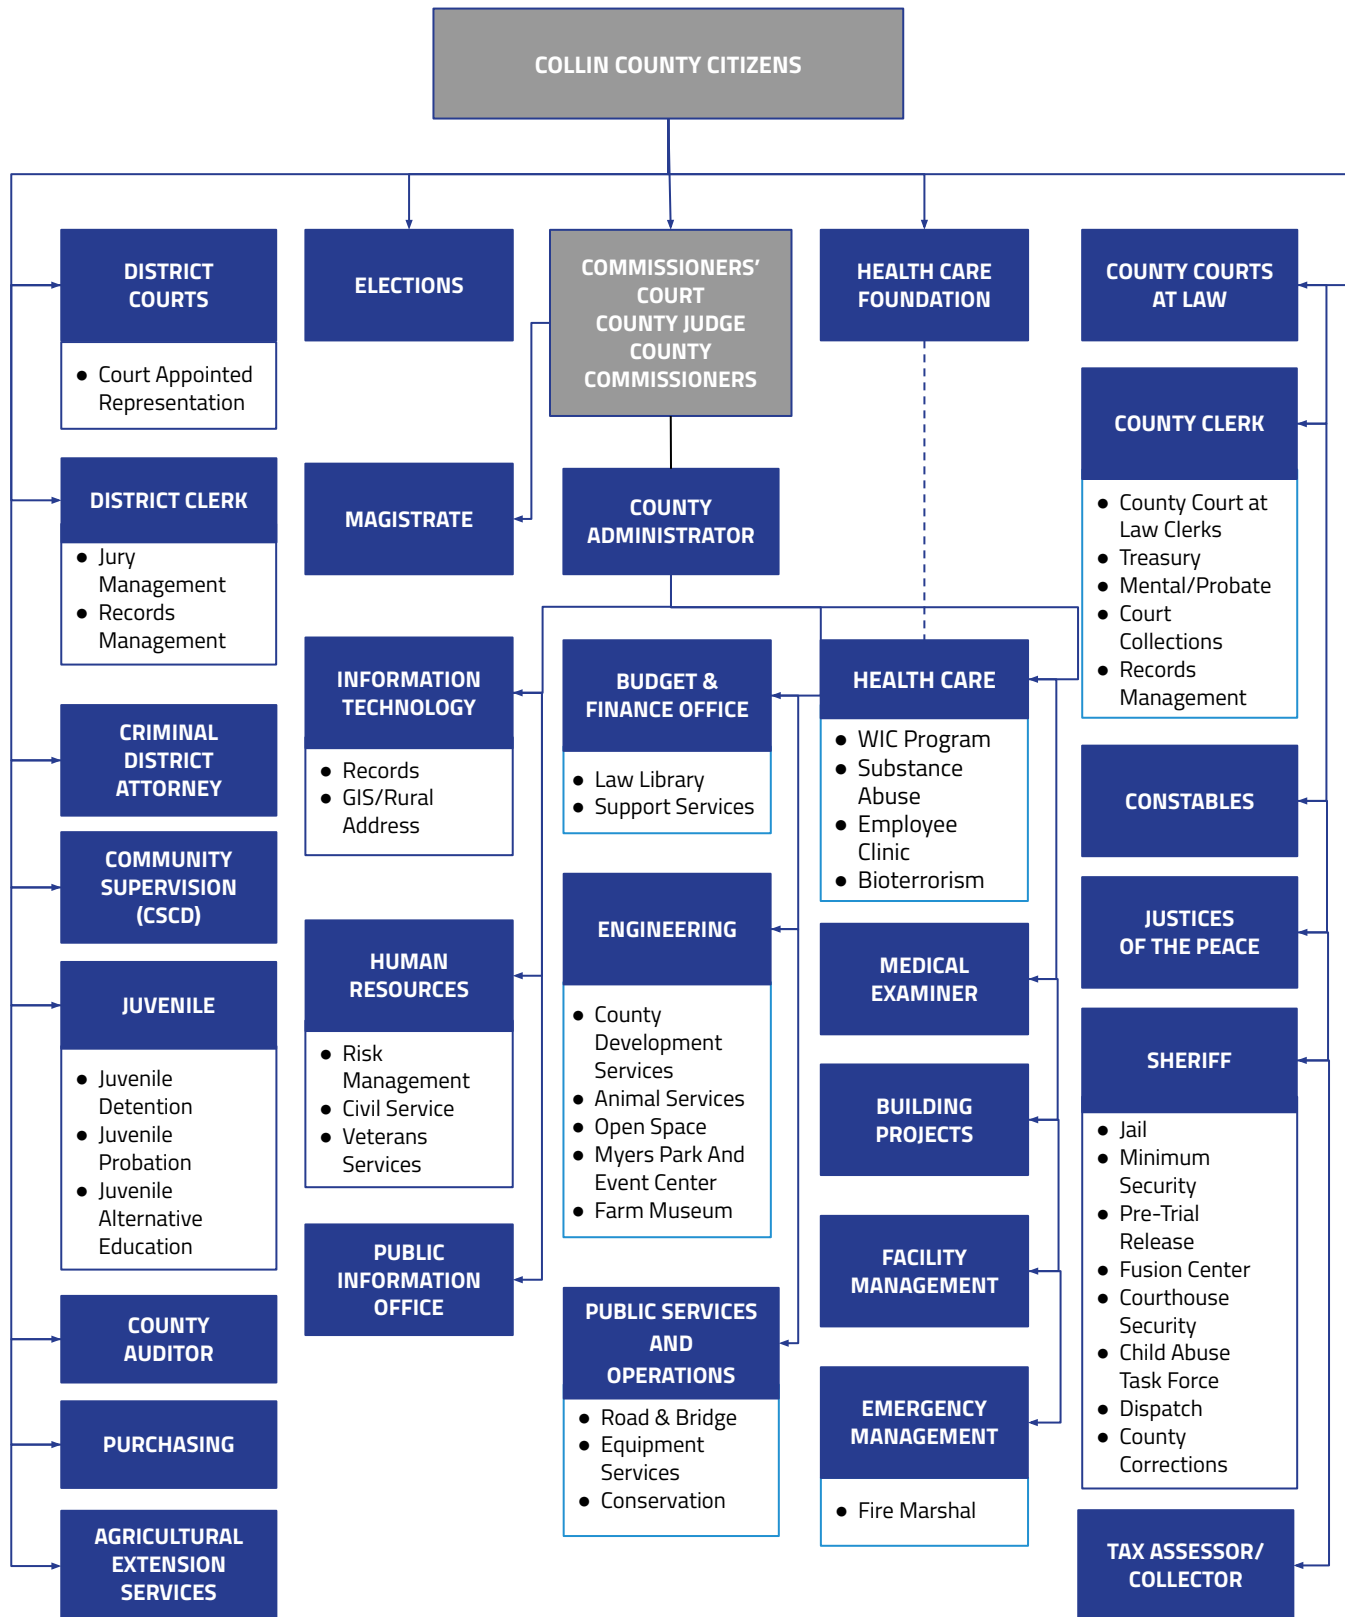 COLLIN COUNTY CITIZENS
DISTRICT
COURTS
● Court Appointed
Representation
DISTRICT CLERK
● Jury
Management
● Records
Management
CRIMINAL
DISTRICT
ATTORNEY
COMMUNITY
SUPERVISION
(CSCD)
JUVENILE
● Juvenile
Detention
● Juvenile
Probation
● Juvenile
Alternative
Education
COUNTY
AUDITOR
PURCHASING
AGRICULTURAL
EXTENSION
SERVICES
ELECTIONS
MAGISTRATE
INFORMATION
TECHNOLOGY
● Records
● GIS/Rural
Address
HUMAN
RESOURCES
● Risk
Management
● Civil Service
● Veterans
Services
PUBLIC
INFORMATION
OFFICE
COMMISSIONERS’
COURT
COUNTY JUDGE
COUNTY
COMMISSIONERS
COUNTY
ADMINISTRATOR
BUDGET &
FINANCE OFFICE
● Law Library
● Support Services
ENGINEERING
● County
Development
Services
● Animal Services
● Open Space
● Myers Park And
Event Center
● Farm Museum
PUBLIC SERVICES
AND
OPERATIONS
● Road & Bridge
● Equipment
Services
● Conservation
HEALTH CARE
FOUNDATION
HEALTH CARE
● WIC Program
● Substance
Abuse
● Employee
Clinic
● Bioterrorism
MEDICAL
EXAMINER
BUILDING
PROJECTS
FACILITY
MANAGEMENT
EMERGENCY
MANAGEMENT
● Fire Marshal
COUNTY COURTS
AT LAW
COUNTY CLERK
● County Court at
Law Clerks
● Treasury
● Mental/Probate
● Court
Collections
● Records
Management
CONSTABLES
JUSTICES
OF THE PEACE
SHERIFF
● Jail
● Minimum
Security
● Pre-Trial
Release
● Fusion Center
● Courthouse
Security
● Child Abuse
Task Force
● Dispatch
● County
Corrections
TAX ASSESSOR/
COLLECTOR